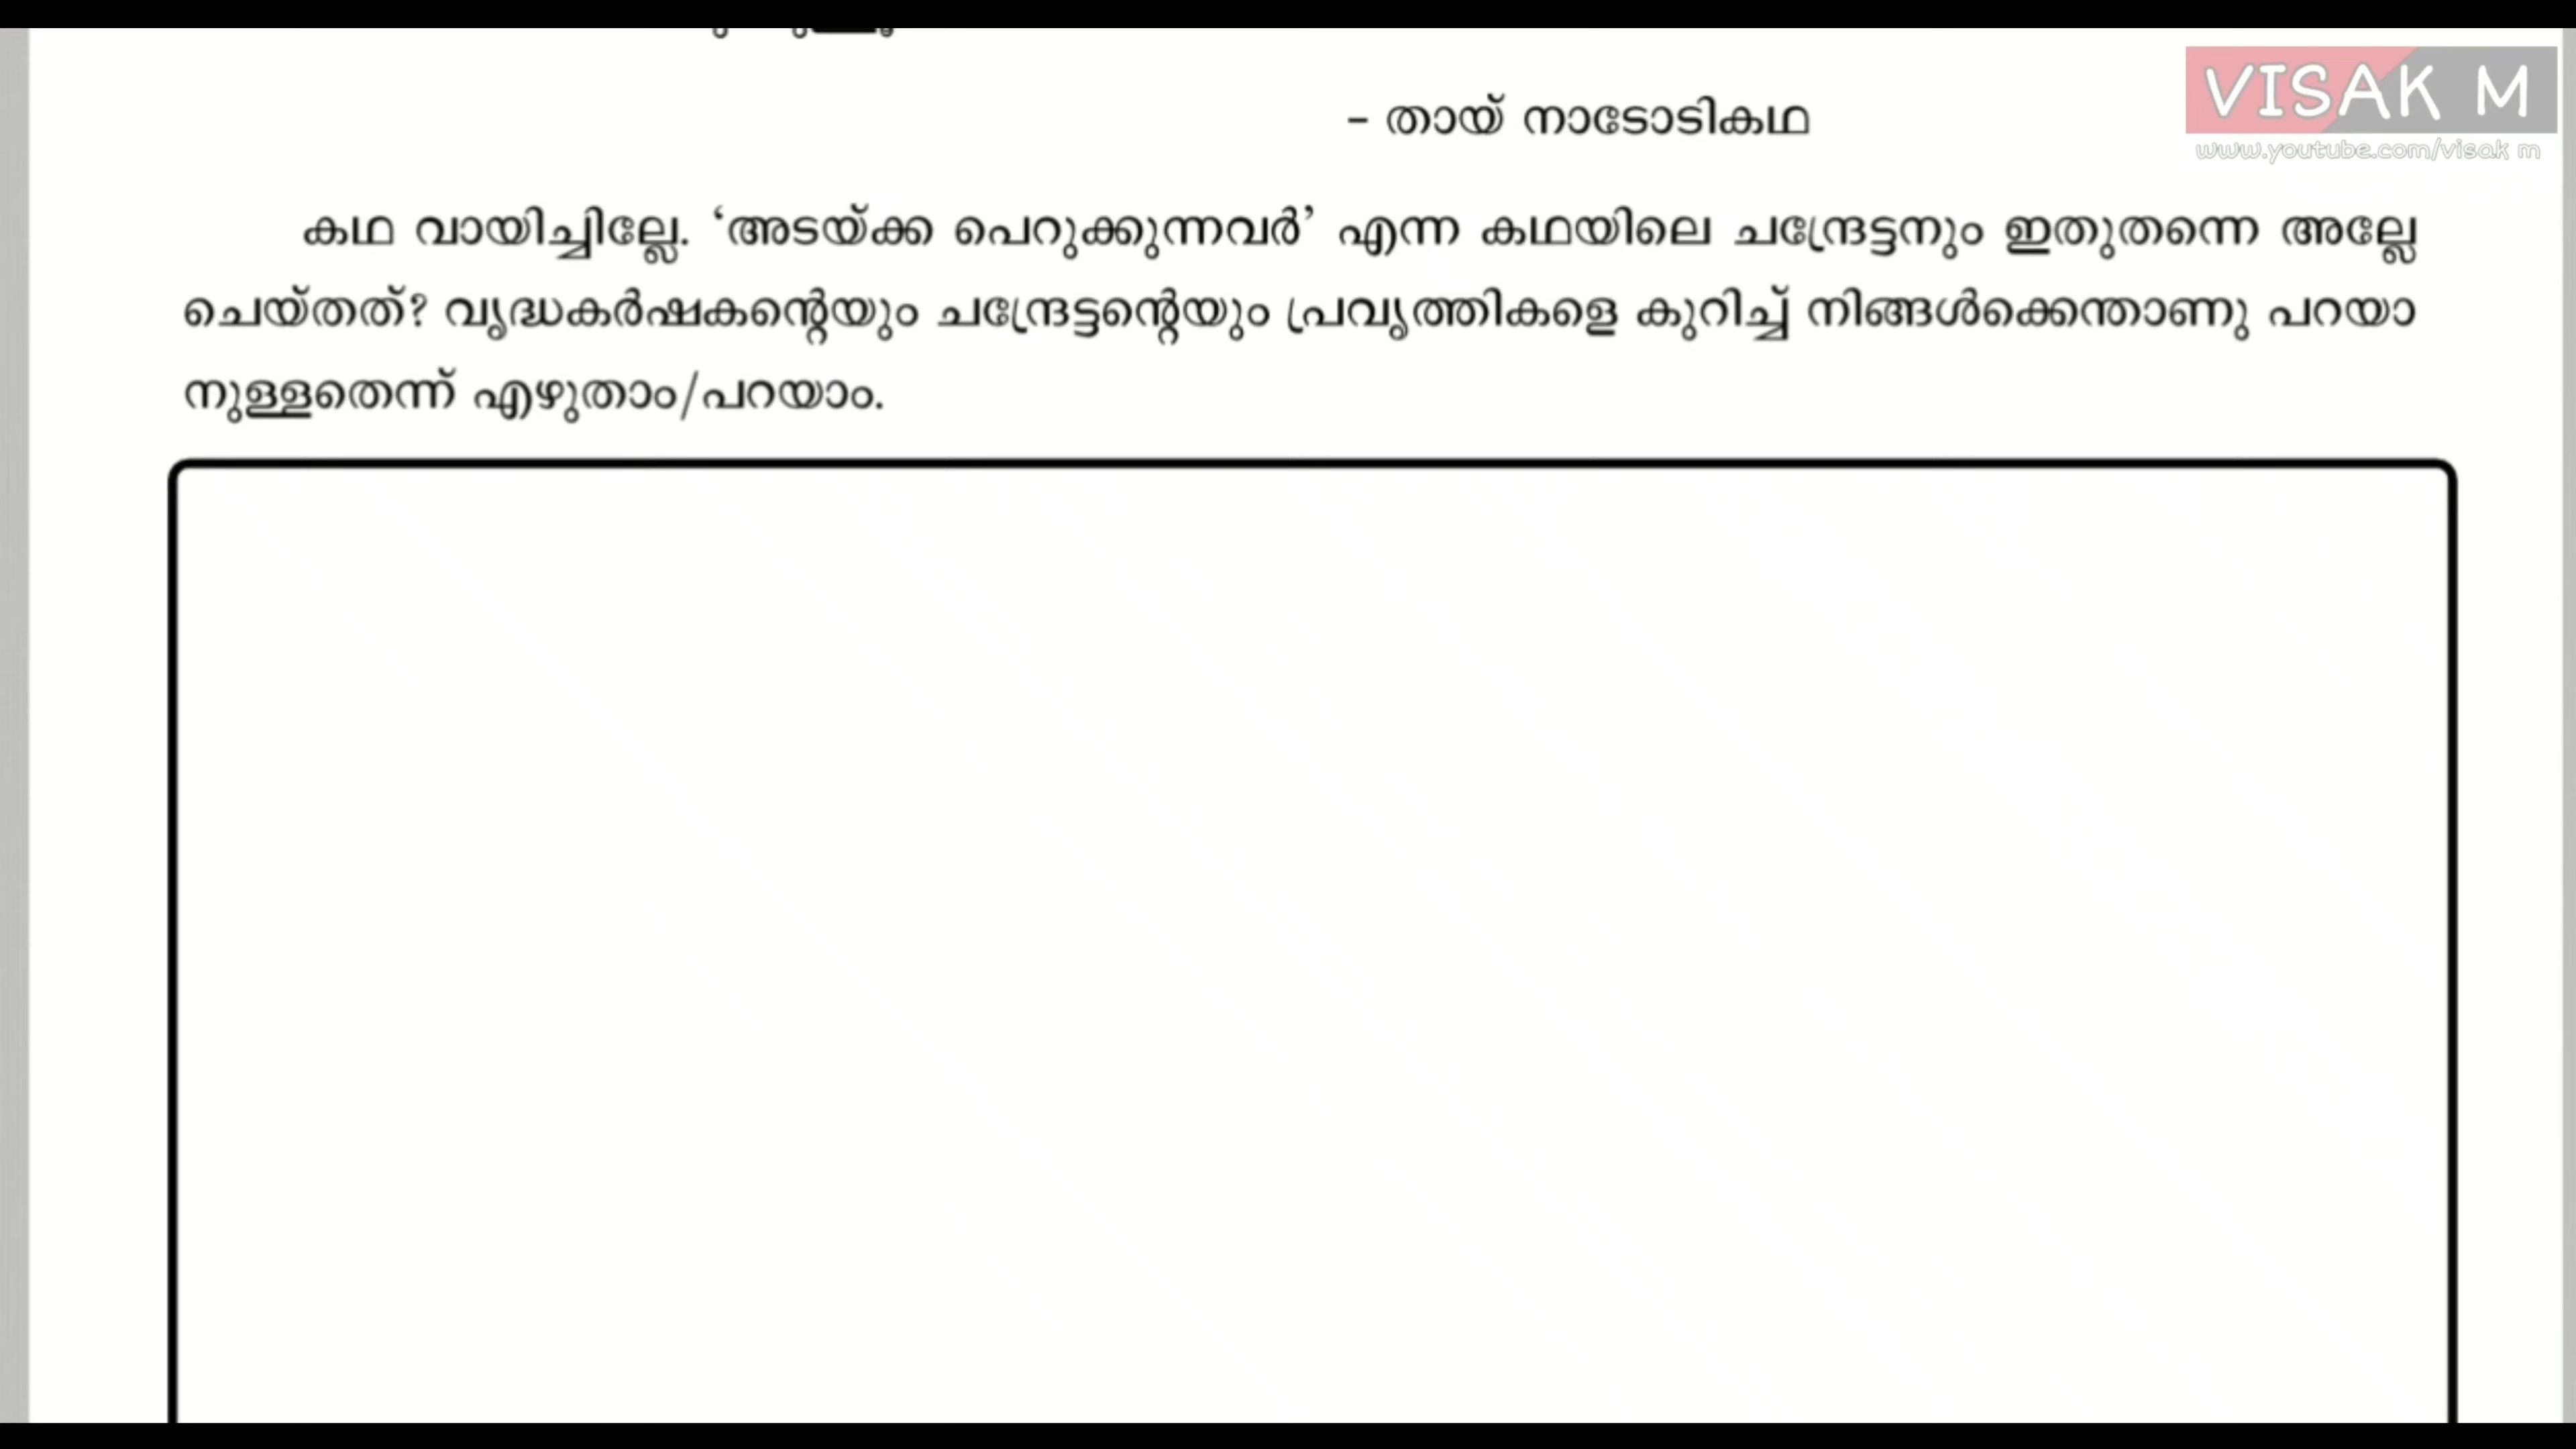 VISAK M
www.youtube.com/visak m
– തായ് നാടോടികഥ
കഥ വായിച്ചില്ലേ. ‘അടയ്ക്ക പെറുക്കുന്നവർ’ എന്ന കഥയിലെ ചന്ദ്രേട്ടനും ഇതുതന്നെ അല്ലേ
ചെയ്തത്? വൃദ്ധകർഷകന്റെയും ചന്ദ്രേട്ടന്റെയും പ്രവൃത്തികളെ കുറിച്ച് നിങ്ങൾക്കെന്താണു പറയാ
നുള്ളതെന്ന് എഴുതാം/പറയാം.